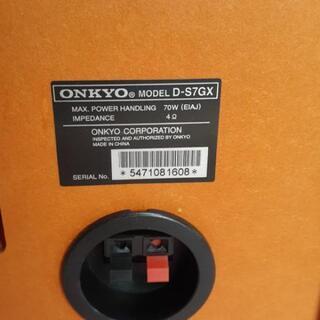 ONKYO® MODEL D-S7GX
MAX. POWER HANDLING 70W (EIAJ)
IMPEDANCE 4Ω
ONKYO CORPORATION
INSPECTED AND AUTHORIZED BY ONKYO
MADE IN CHINA
SERIAL No. *5471081608*